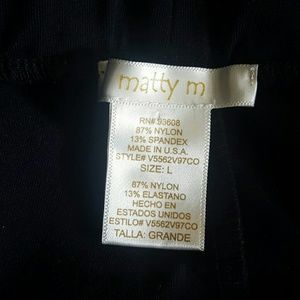 matty m
RN# 93608
87% NYLON
13% SPANDEX
MADE IN U.S.A.
STYLE# V5562V97CO
SIZE: L
87% NYLON
13% ELASTANO
HECHO EN
ESTADOS UNIDOS
ESTILO# V5562V97CO
TALLA: GRANDE